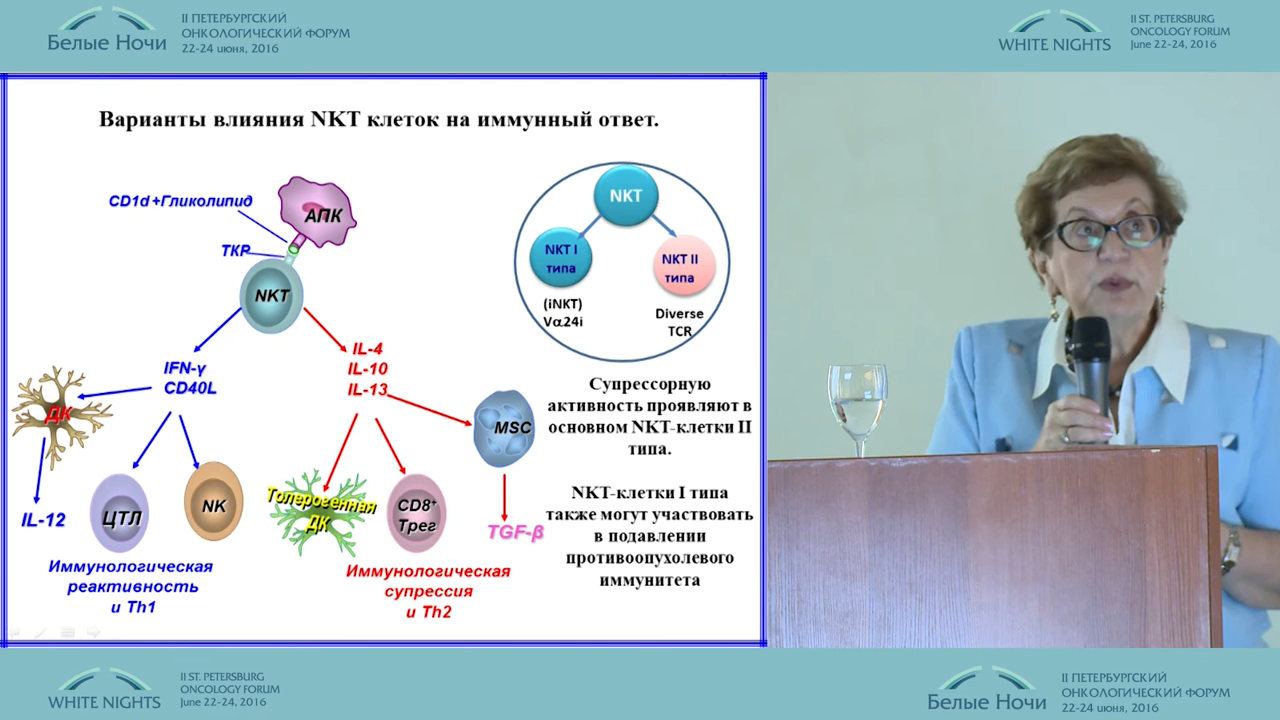 Белые Ночи
II ПЕТЕРБУРГСКИЙ
ОНКОЛОГИЧЕСКИЙ ФОРУМ
22-24 июня, 2016
WHITE NIGHTS
II ST. PETERSBURG
ONCOLOGY FORUM
June 22-24, 2016
Варианты влияния NKT клеток на иммунный ответ.
CD1d+Гликолипид
АПК
ТКР
NKT
IFN-γ
CD40L
IL-4
IL-10
IL-13
ДК
MSC
IL-12
ЦТЛ
NK
Толерогенная
ДК
CD8+
Трег
TGF-β
Иммунологическая
реактивность
и Th1
Иммунологическая
супрессия
и Th2
NKT
NKT I
типа
NKT II
типа
(iNKT)
Vα24i
Diverse
TCR
Супрессорную
активность проявляют в
основном NKT-клетки II
типа.
NKT-клетки I типа
также могут участвовать
в подавлении
противоопухолевого
иммунитета
WHITE NIGHTS
II ST. PETERSBURG
ONCOLOGY FORUM
June 22-24, 2016
Белые Ночи
II ПЕТЕРБУРГСКИЙ
ОНКОЛОГИЧЕСКИЙ ФОРУМ
22-24 июня, 2016